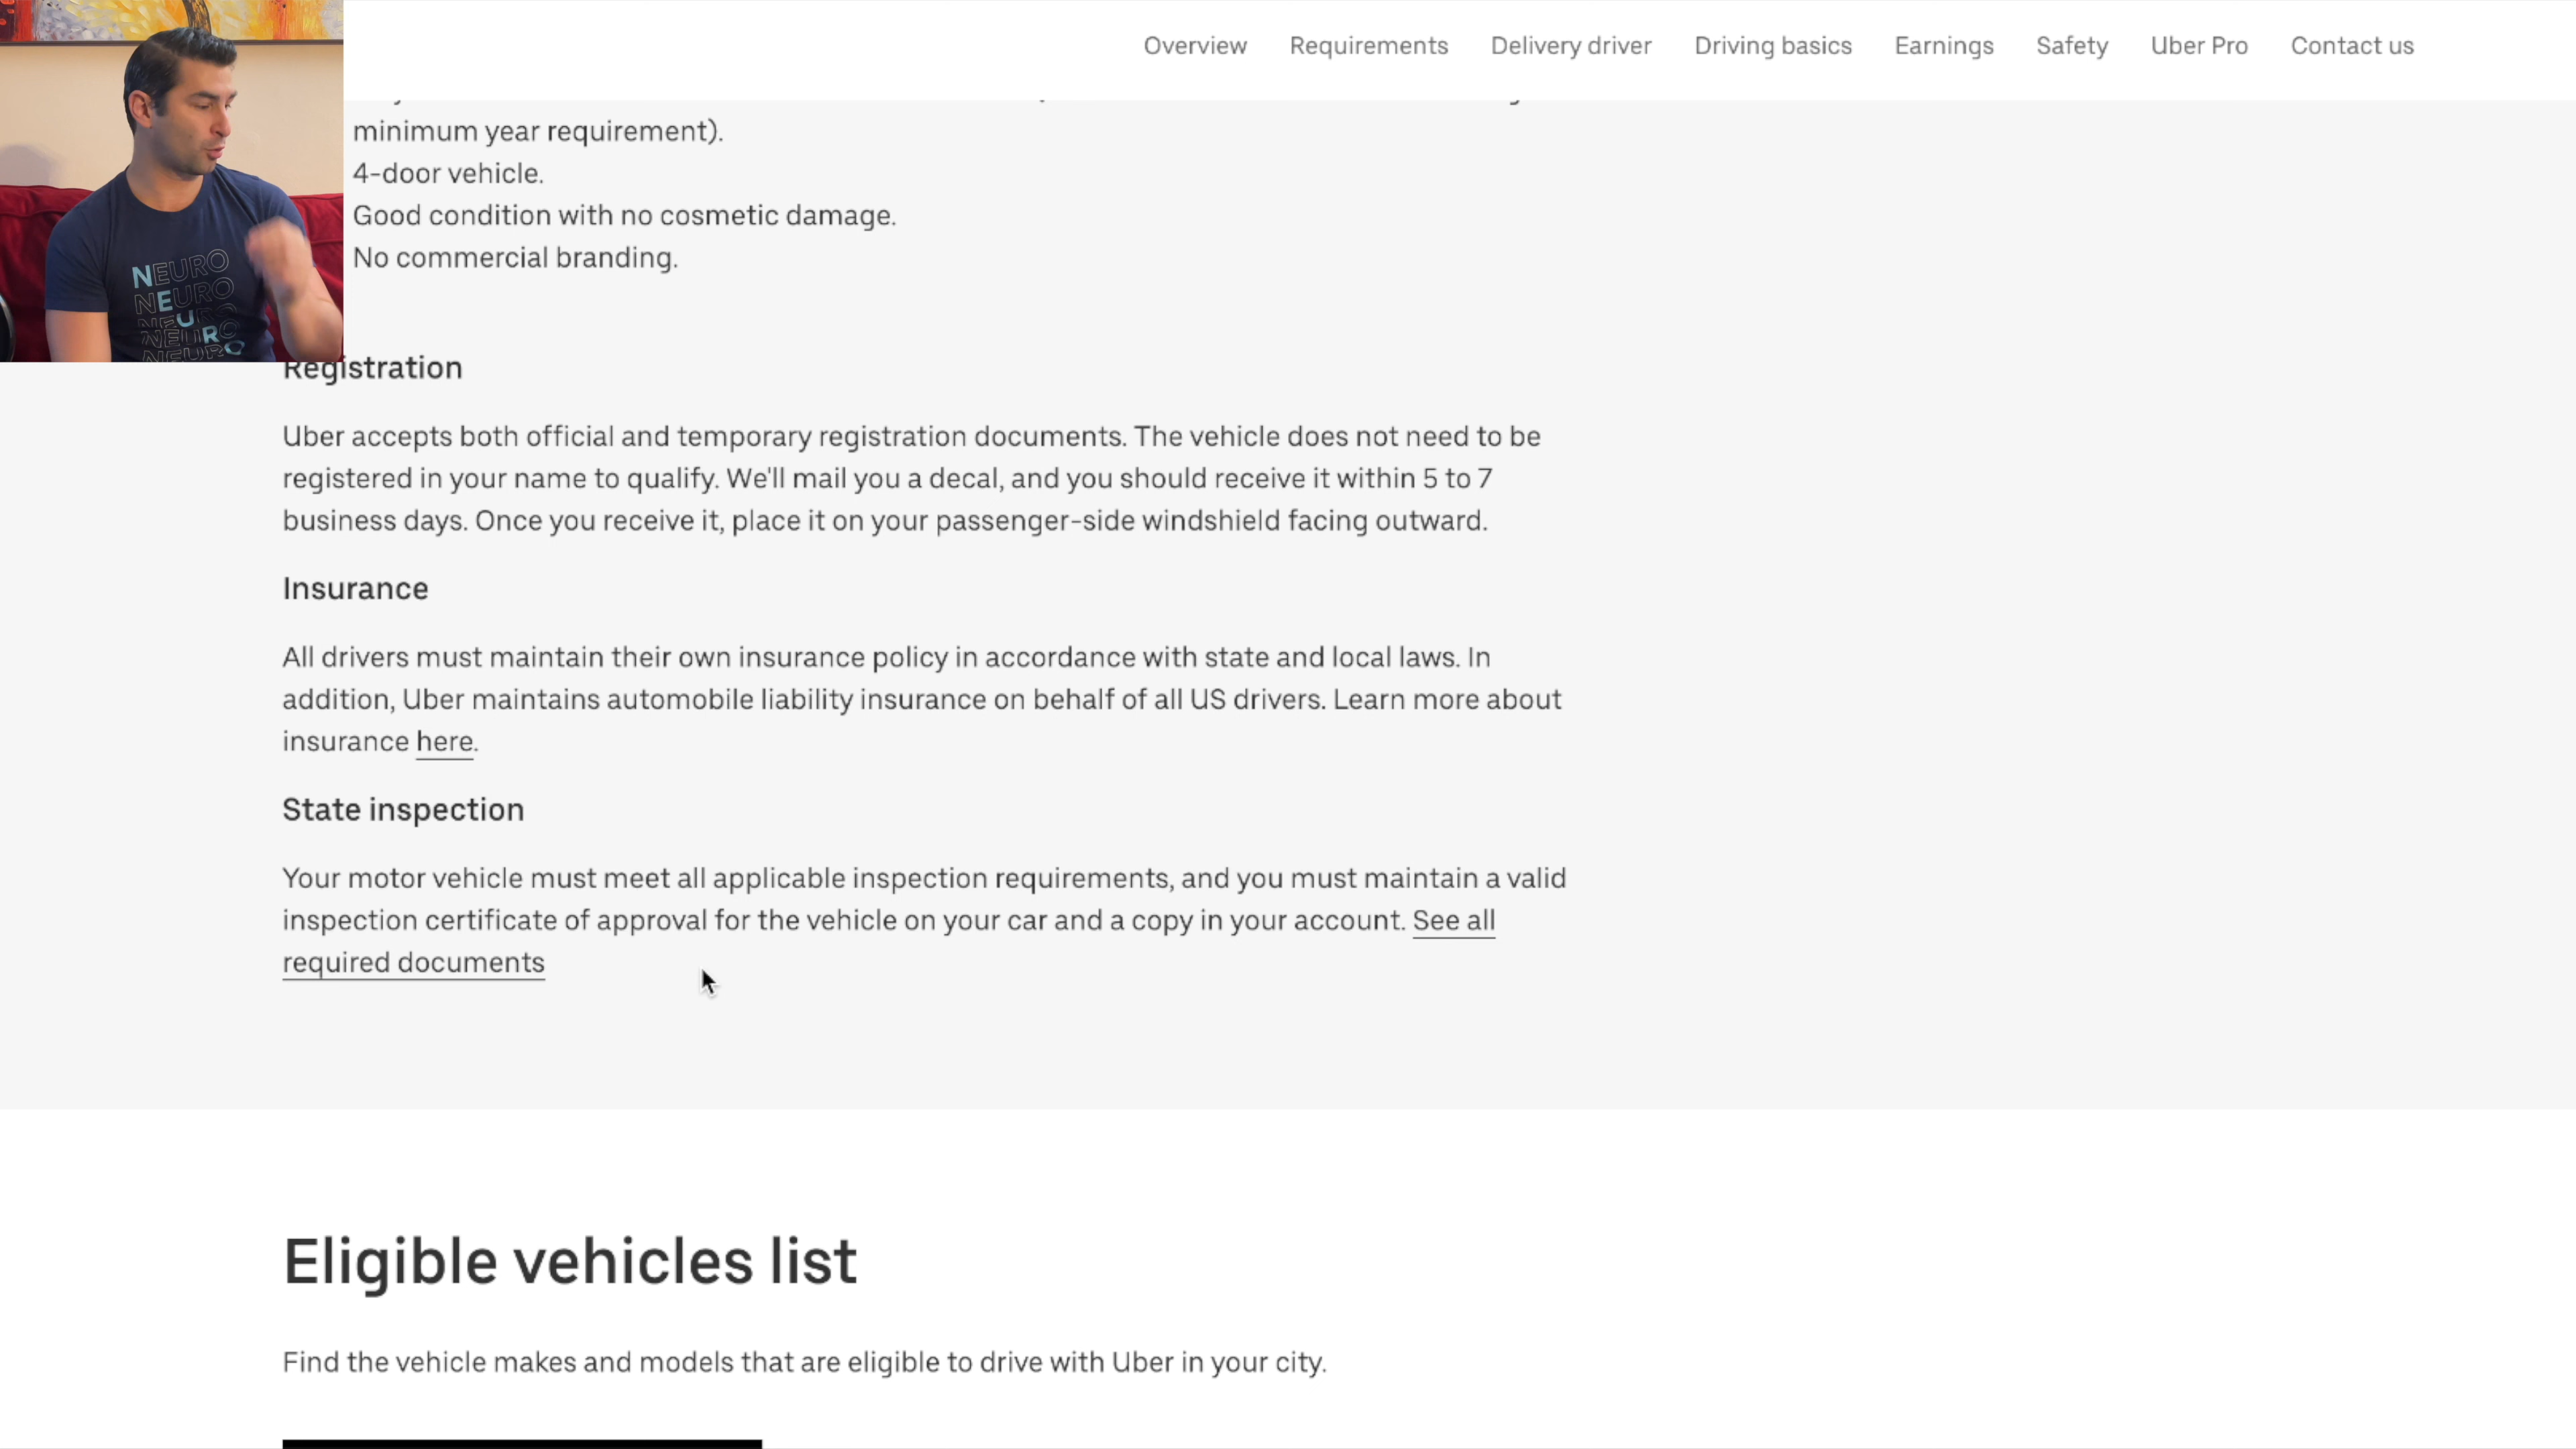 Overview Requirements Delivery driver Driving basics Earnings Safety Uber Pro Contact us
minimum year requirement).
4-door vehicle.
Good condition with no cosmetic damage.
No commercial branding.
NEURO
NEURO
NEURO
NEURO
NEURO
Registration
Uber accepts both official and temporary registration documents. The vehicle does not need to be
registered in your name to qualify. We'll mail you a decal, and you should receive it within 5 to 7
business days. Once you receive it, place it on your passenger-side windshield facing outward.
Insurance
All drivers must maintain their own insurance policy in accordance with state and local laws. In
addition, Uber maintains automobile liability insurance on behalf of all US drivers. Learn more about
insurance here.
State inspection
Your motor vehicle must meet all applicable inspection requirements, and you must maintain a valid
inspection certificate of approval for the vehicle on your car and a copy in your account. See all
required documents
Eligible vehicles list
Find the vehicle makes and models that are eligible to drive with Uber in your city.